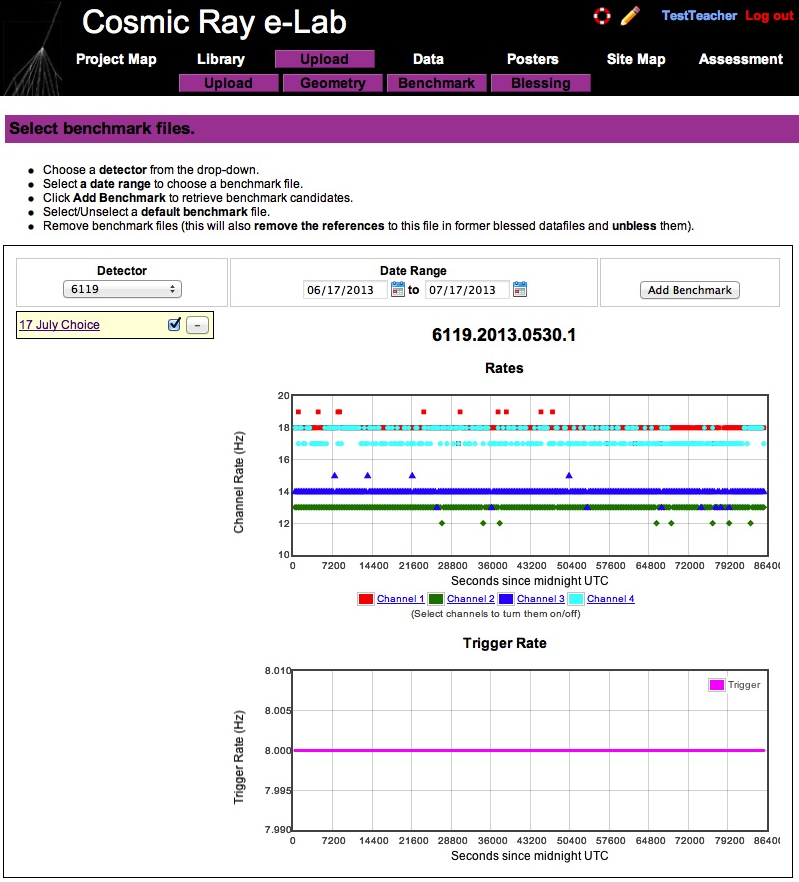 Cosmic Ray e-Lab
TestTeacher Log out
Project Map Library Upload Data Posters Site Map Assessment
Upload Geometry Benchmark Blessing
Select benchmark files.
Choose a detector from the drop-down.
Select a date range to choose a benchmark file.
Click Add Benchmark to retrieve benchmark candidates.
Select/Unselect a default benchmark file.
Remove benchmark files (this will also remove the references to this file in former blessed datafiles and unbless them).
Detector
6119
Date Range
06/17/2013 to 07/17/2013
Add Benchmark
17 July Choice
-
6119.2013.0530.1
Rates
Channel Rate (Hz)
20
18
16
14
12
10
0 7200 14400 21600 28800 36000 43200 50400 57600 64800 72000 79200 86400
Seconds since midnight UTC
Channel 1 Channel 2 Channel 3 Channel 4
(Select channels to turn them on/off)
Trigger Rate
Trigger Rate (Hz)
8.010
8.005
8.000
7.995
7.990
Trigger
0 7200 14400 21600 28800 36000 43200 50400 57600 64800 72000 79200 86400
Seconds since midnight UTC